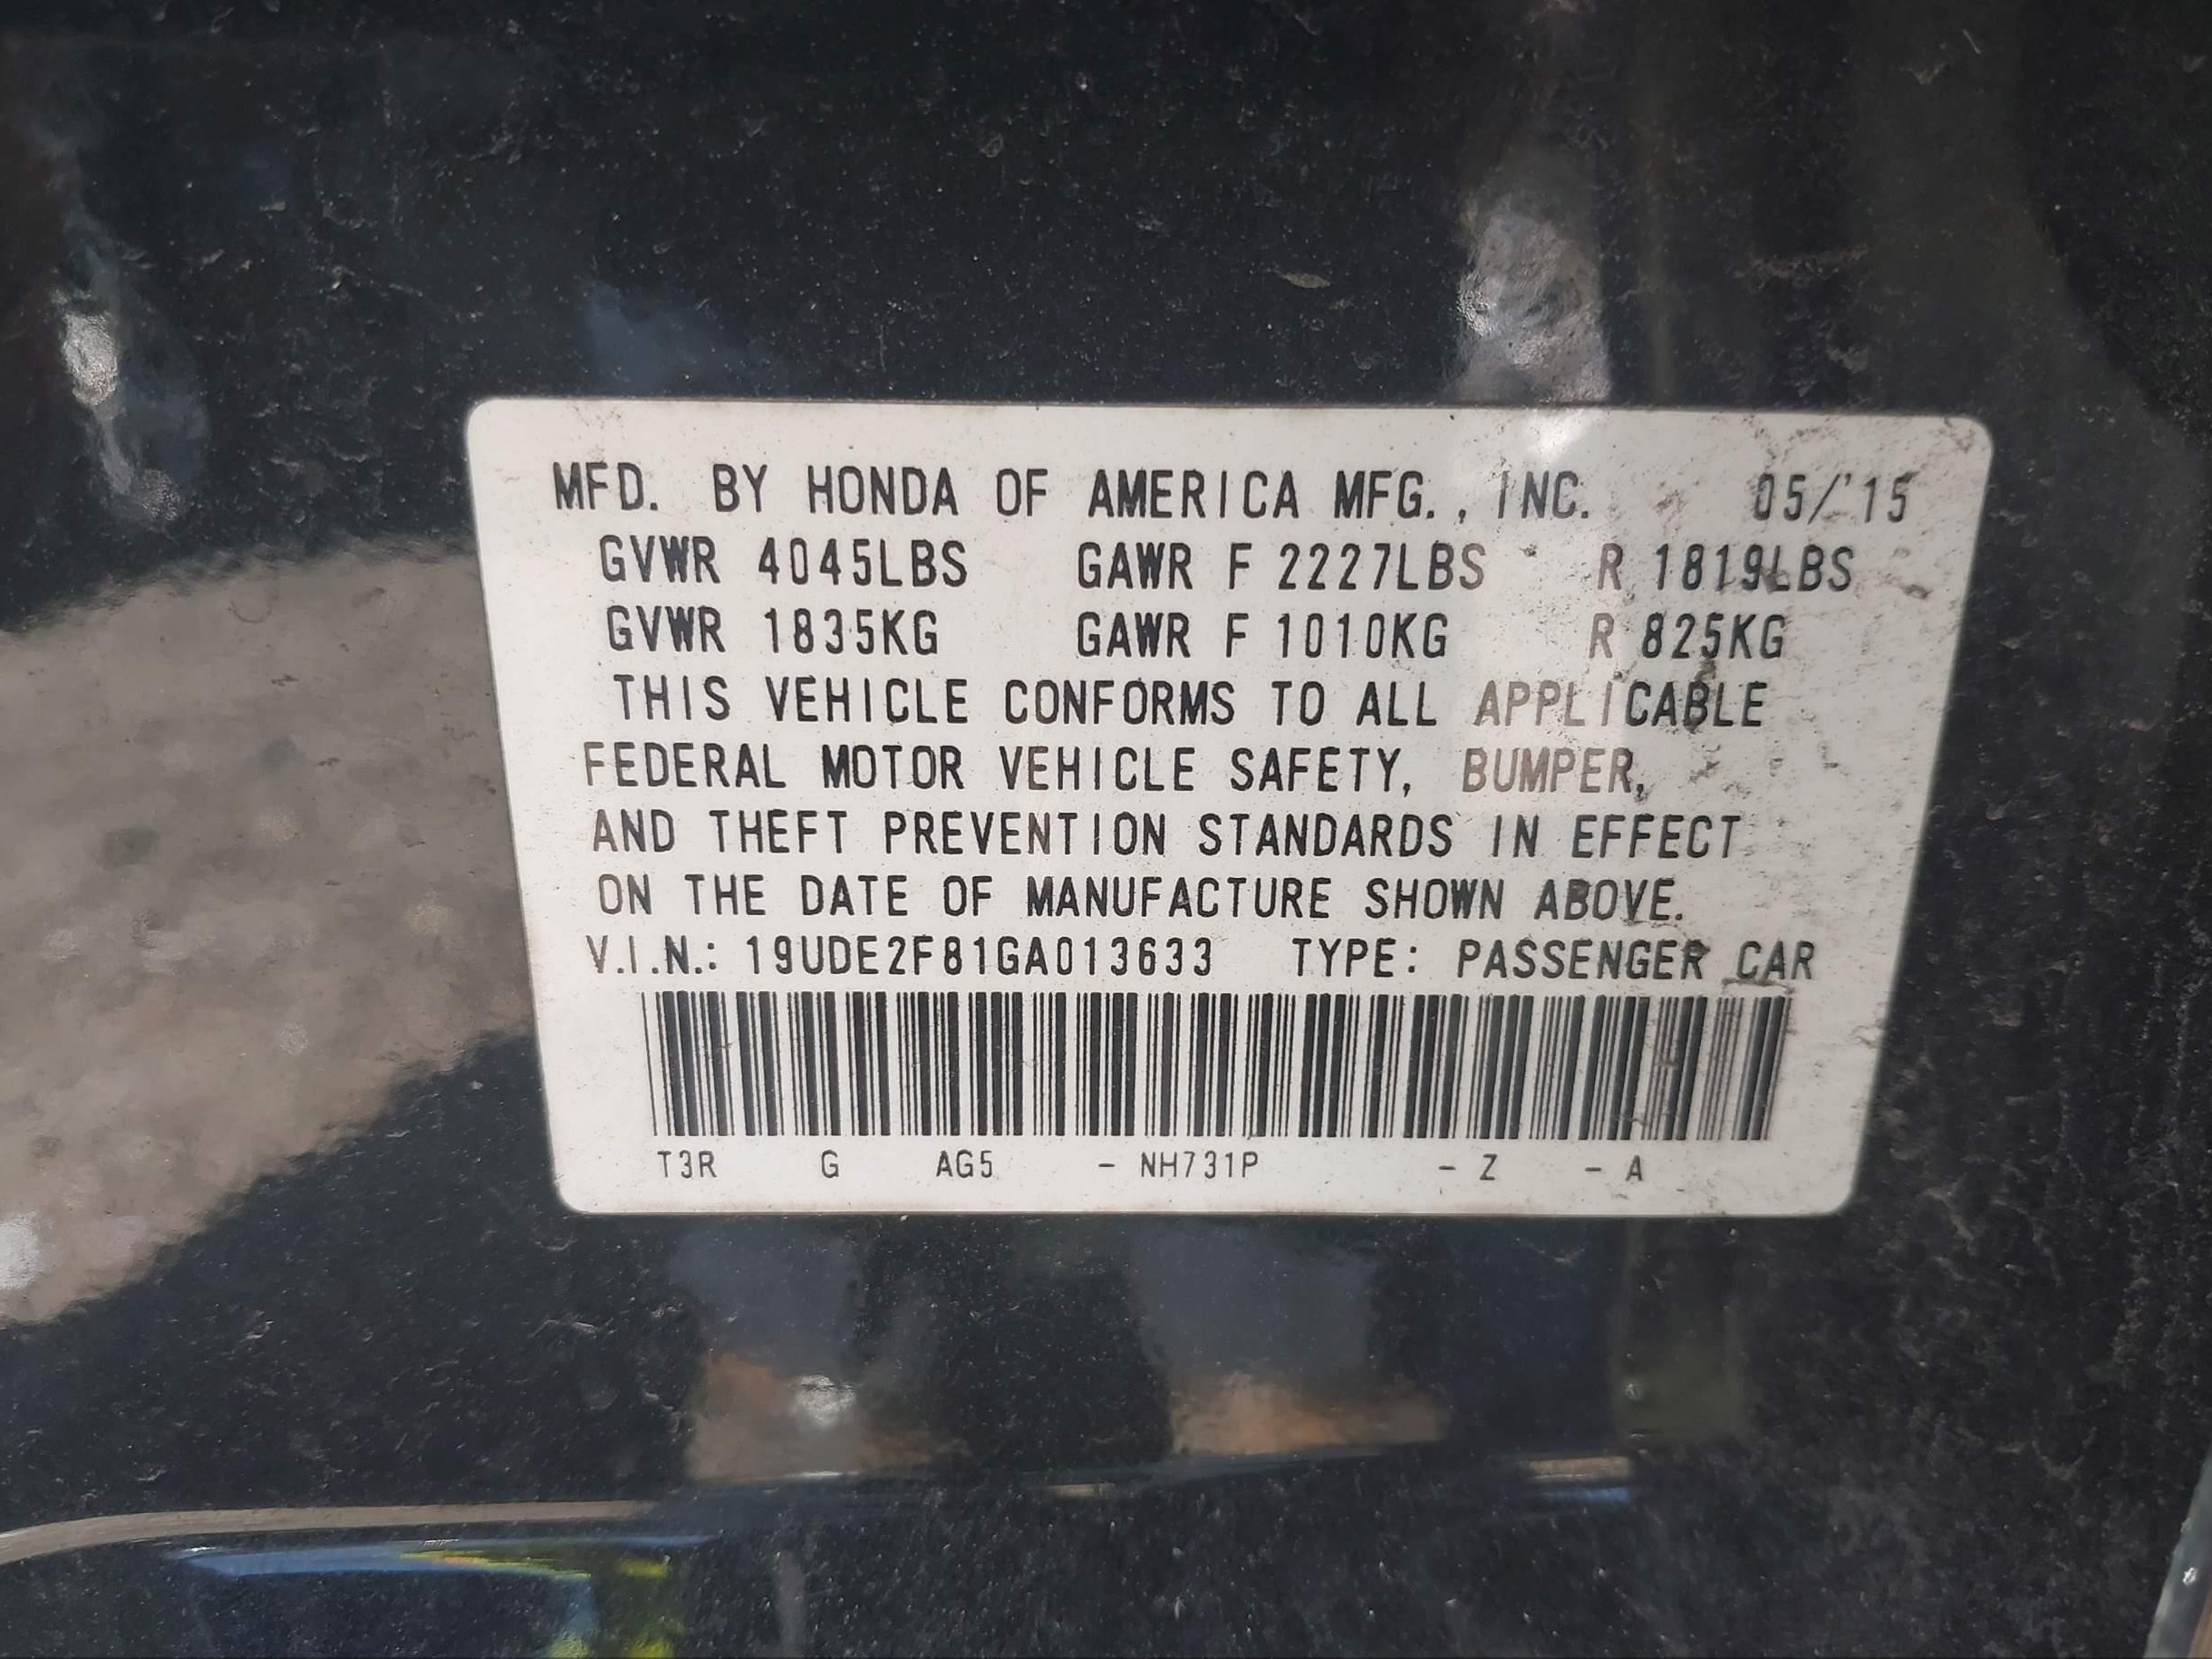 MFD. BY HONDA OF AMERICA MFG., INC. 05/'15
GVWR 4045LBS GAWR F 2227LBS R 1819LBS
GVWR 1835KG GAWR F 1010KG R 825KG
THIS VEHICLE CONFORMS TO ALL APPLICABLE
FEDERAL MOTOR VEHICLE SAFETY, BUMPER,
AND THEFT PREVENTION STANDARDS IN EFFECT
ON THE DATE OF MANUFACTURE SHOWN ABOVE.
V.I.N.: 19UDE2F81GA013633 TYPE: PASSENGER CAR
T3R G AG5 - NH731P - Z - A